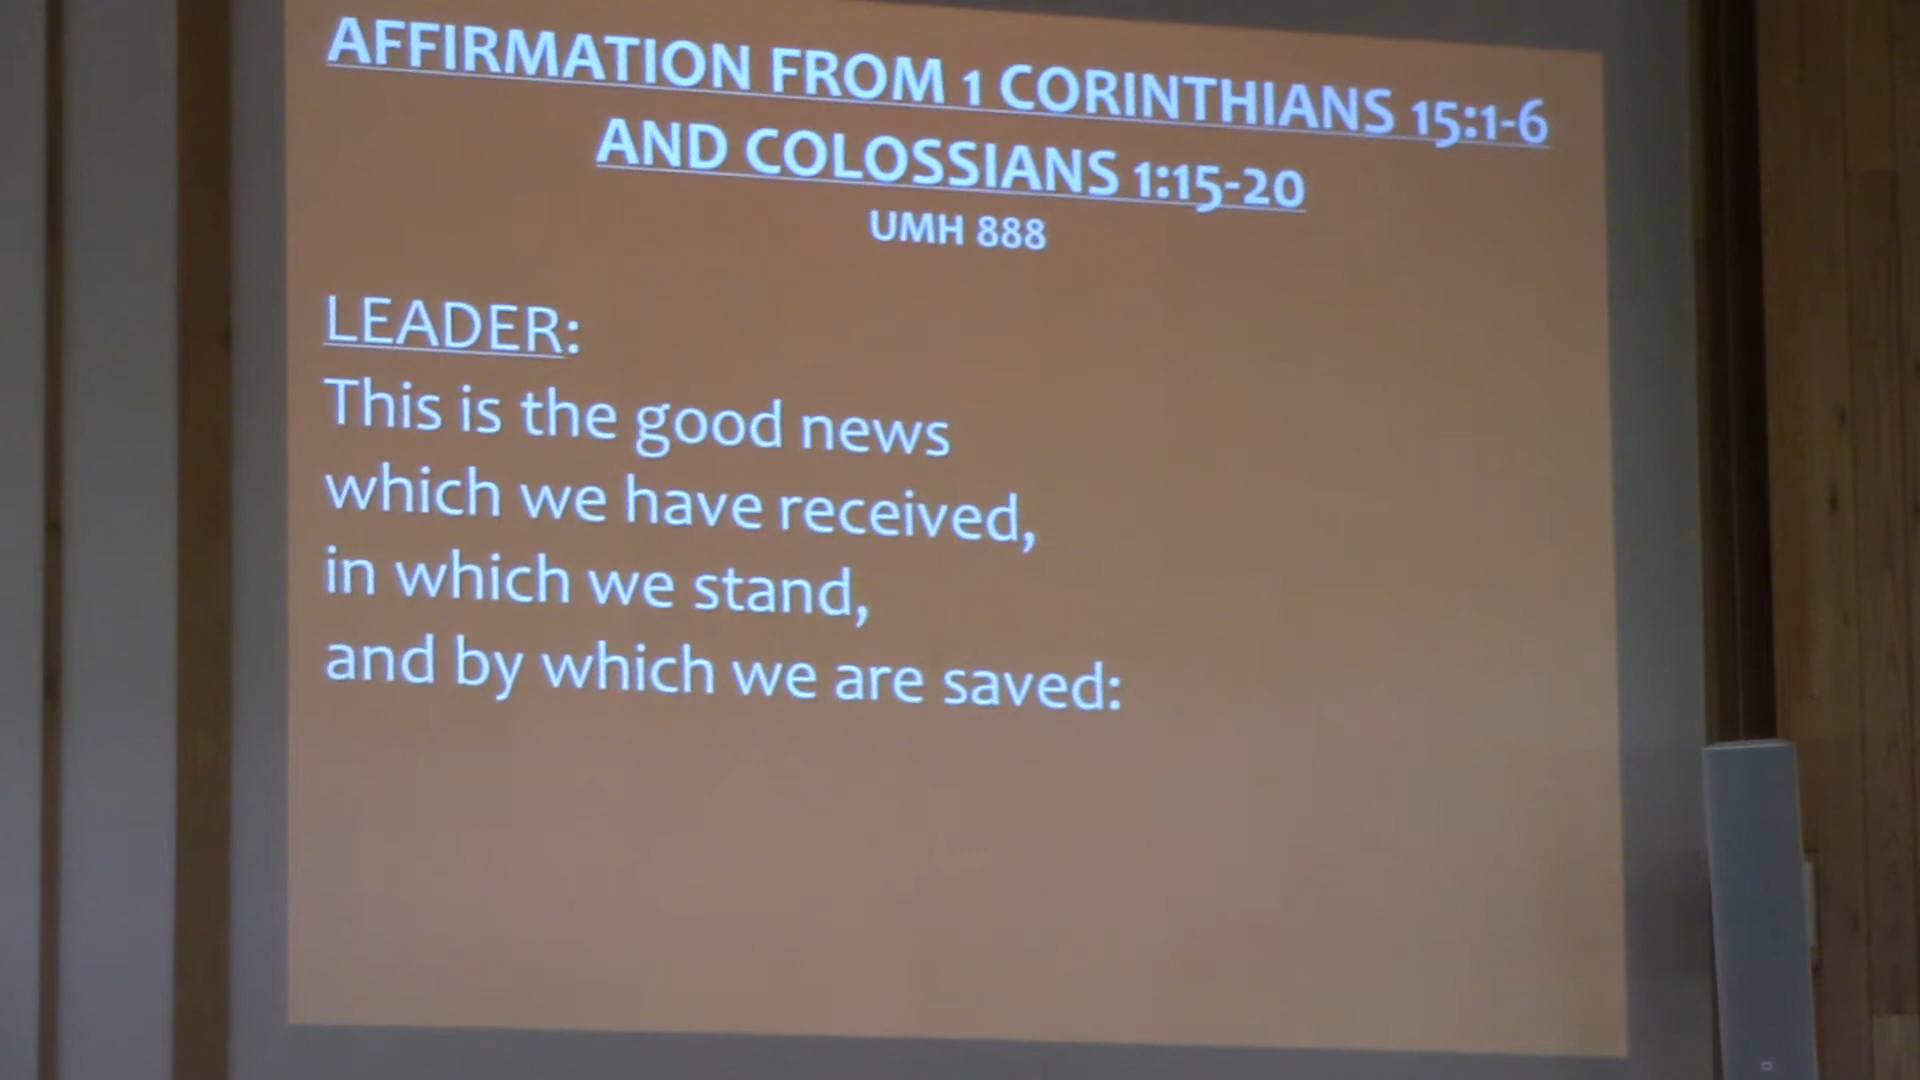 AFFIRMATION FROM 1 CORINTHIANS 15:1-6
AND COLOSSIANS 1:15-20
UMH 888
LEADER:
This is the good news
which we have received,
in which we stand,
and by which we are saved: